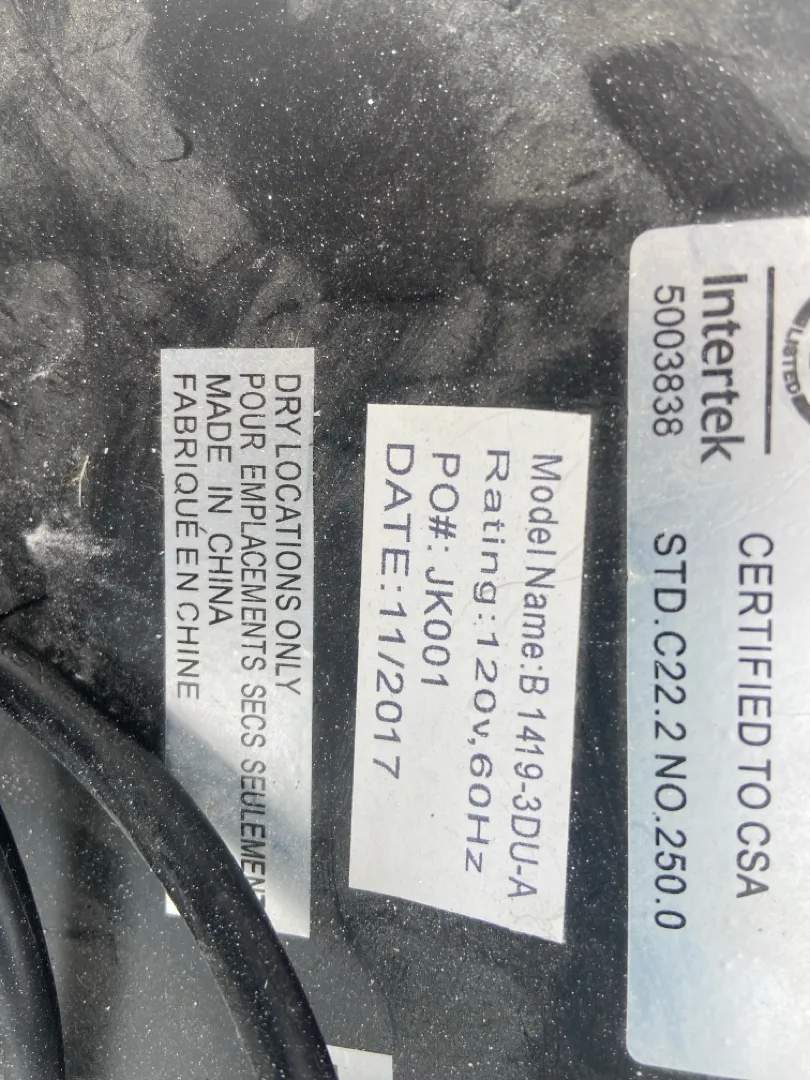 LISTED
Intertek
5003838
CERTIFIED TO CSA
STD.C22.2 NO.250.0
Model Name:B 1419-3DU-A
Rating:120v,60Hz
PO#: JK001
DATE:11/2017
DRY LOCATIONS ONLY
POUR EMPLACEMENTS SECS SEULEMENT
MADE IN CHINA
FABRIQUÉ EN CHINE